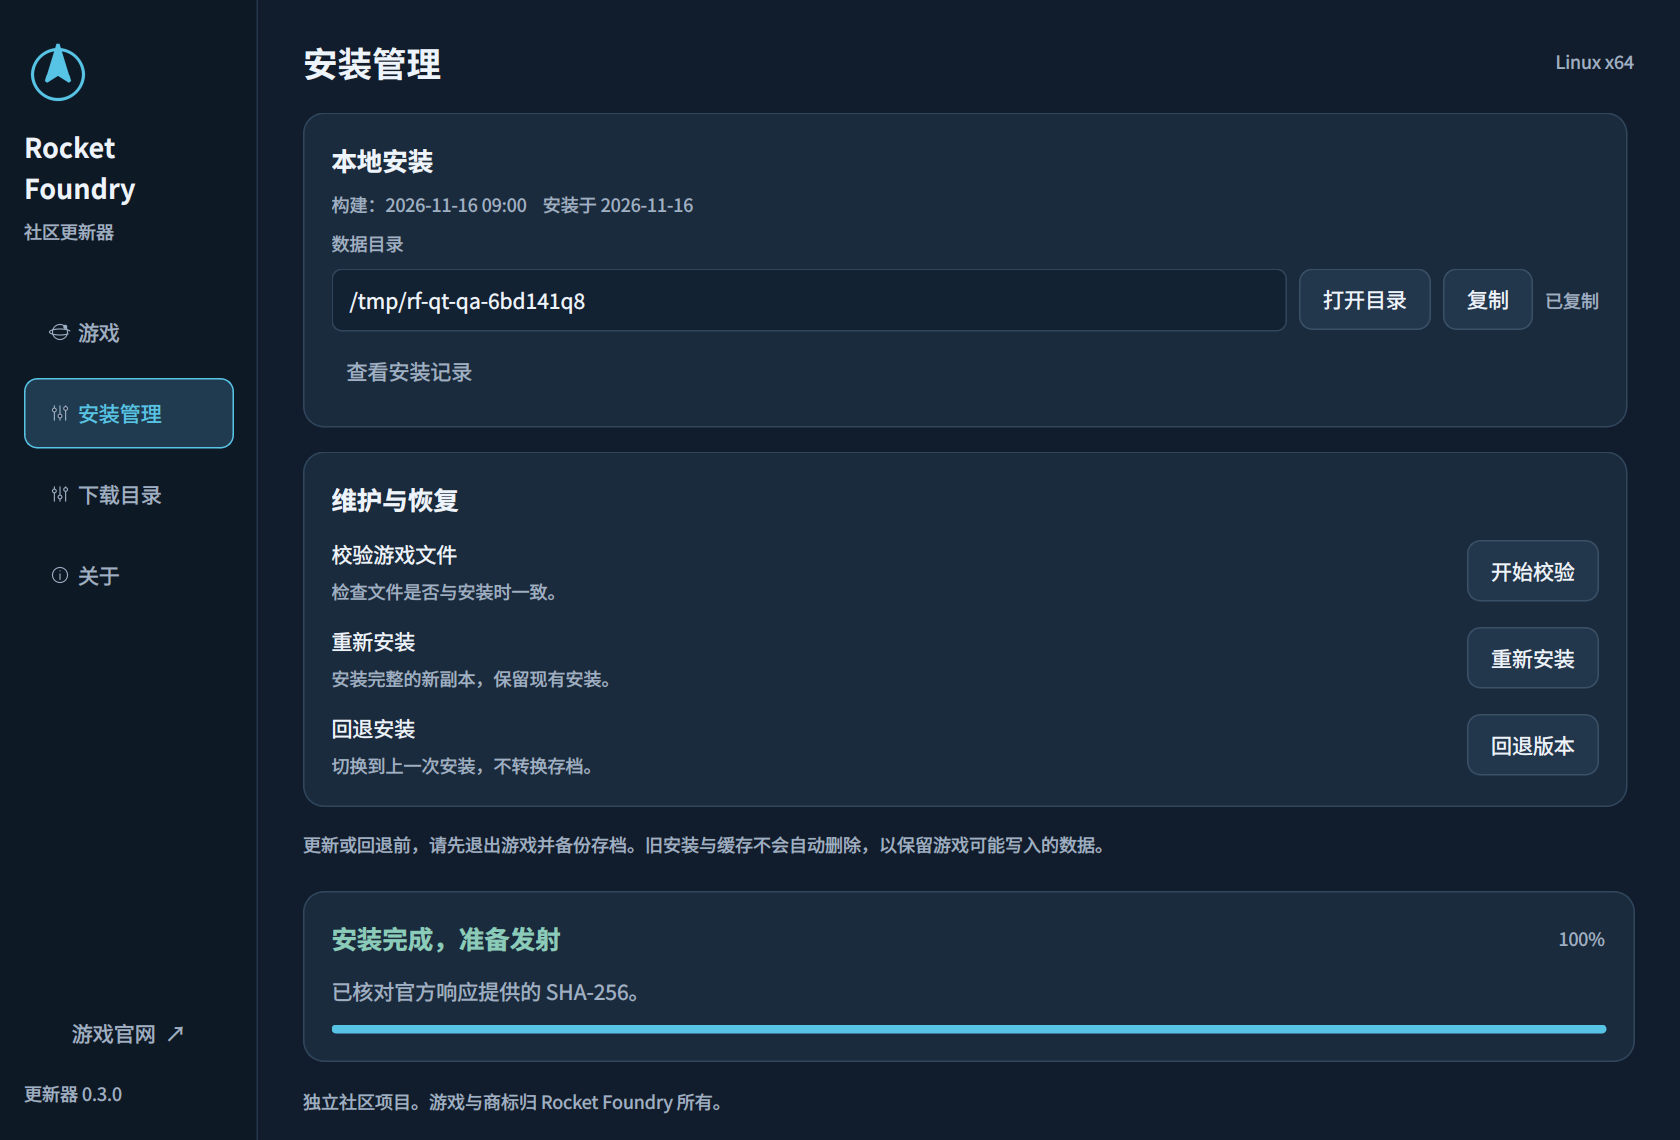 Rocket
Foundry
社区更新器
游戏
安装管理
下载目录
关于
游戏官网 ↗
更新器 0.3.0
安装管理
Linux x64
本地安装
构建：2026-11-16 09:00 安装于 2026-11-16
数据目录
/tmp/rf-qt-qa-6bd141q8
打开目录
复制
已复制
查看安装记录
维护与恢复
校验游戏文件
检查文件是否与安装时一致。
开始校验
重新安装
安装完整的新副本，保留现有安装。
重新安装
回退安装
切换到上一次安装，不转换存档。
回退版本
更新或回退前，请先退出游戏并备份存档。旧安装与缓存不会自动删除，以保留游戏可能写入的数据。
安装完成，准备发射
100%
已核对官方响应提供的 SHA-256。
独立社区项目。游戏与商标归 Rocket Foundry 所有。